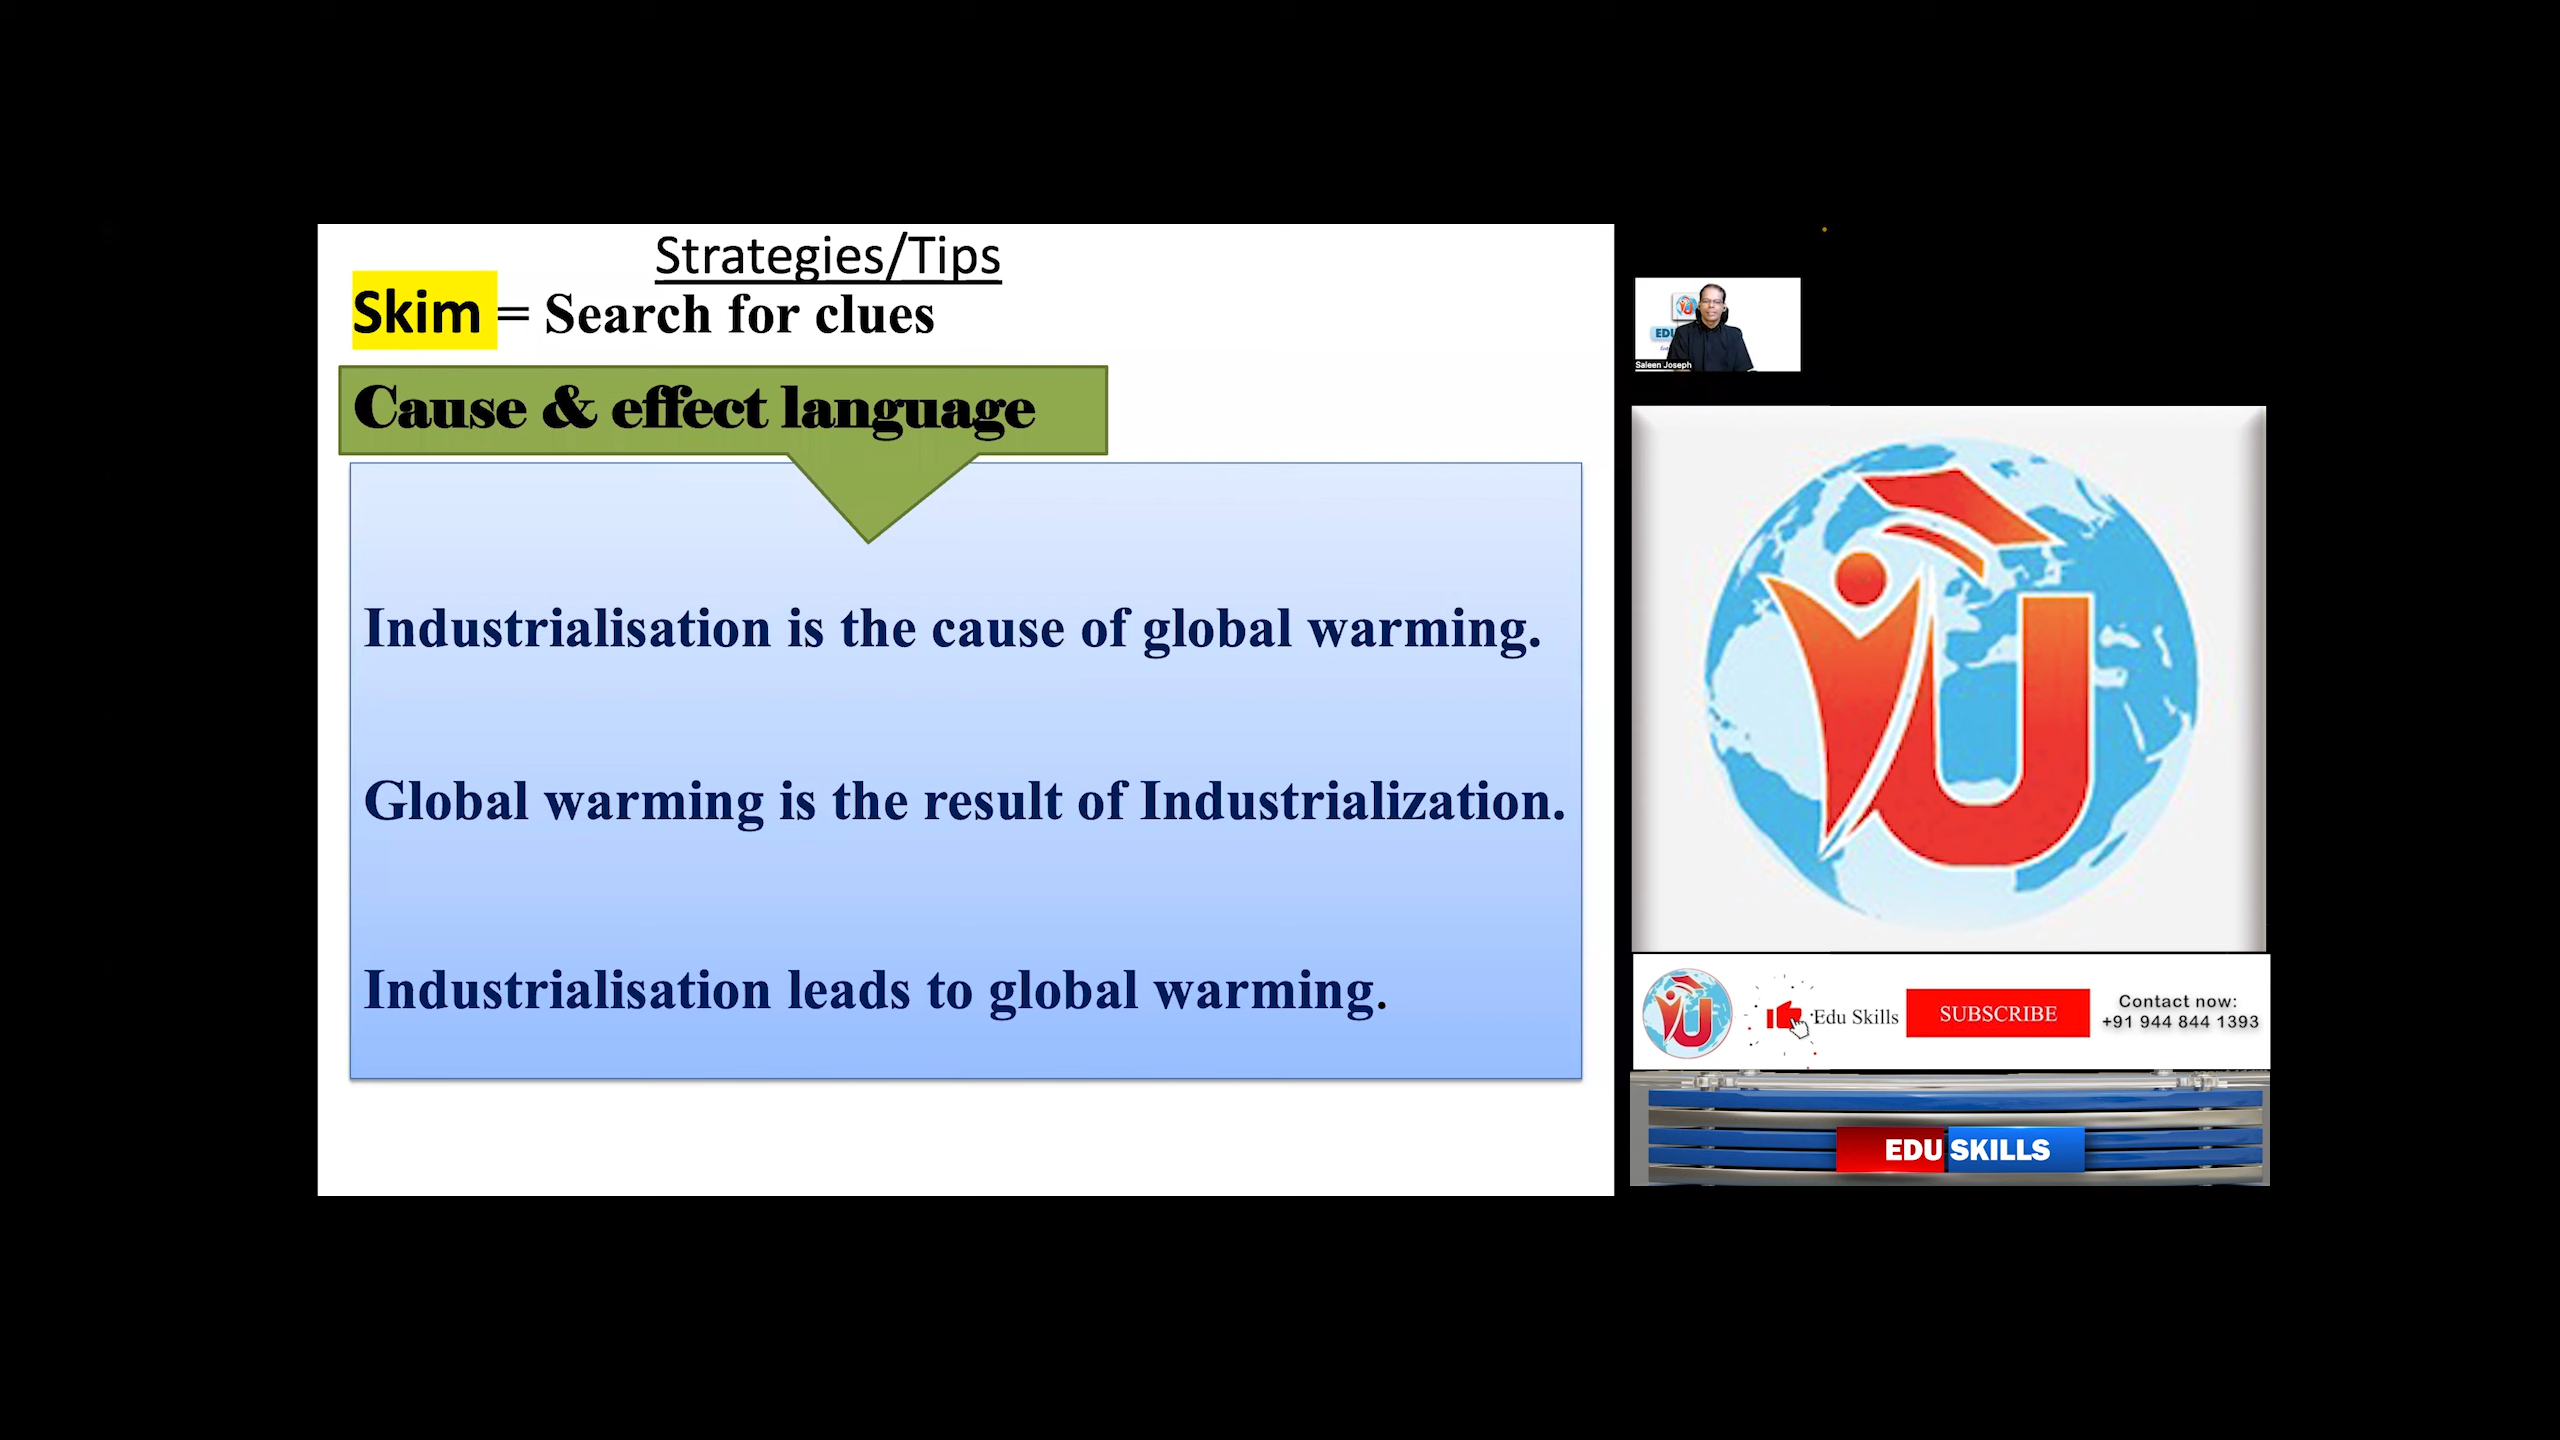 Strategies/Tips
Skim = Search for clues
Cause & effect language
Industrialisation is the cause of global warming.
Global warming is the result of Industrialization.
Industrialisation leads to global warming.
EDU
Saleen Joseph
Edu Skills
SUBSCRIBE
Contact now:
+91 944 844 1393
EDU SKILLS